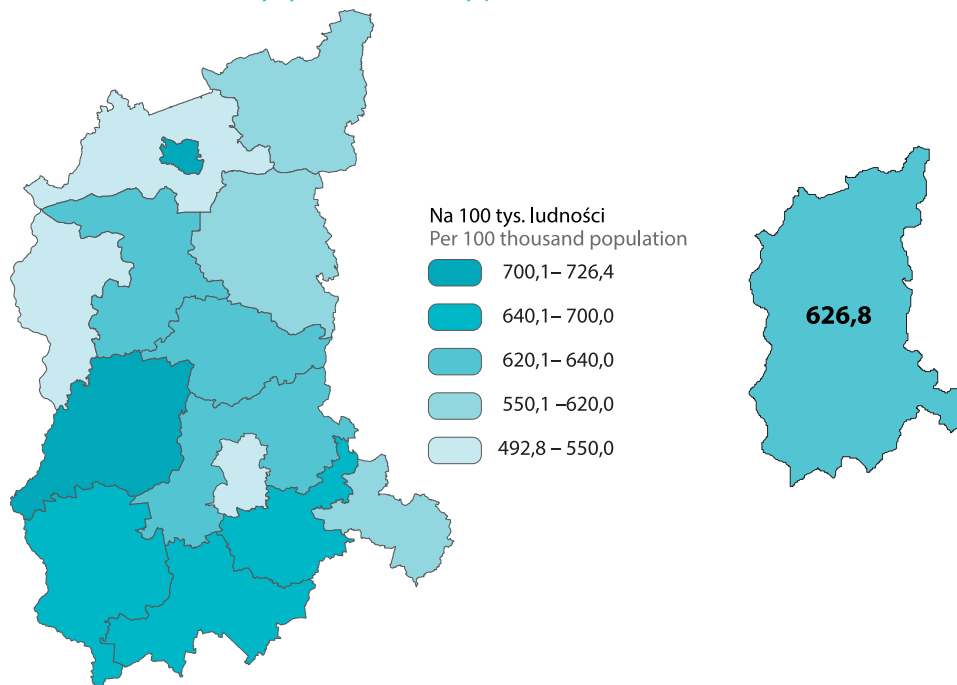 Na 100 tys. ludności
Per 100 thousand population
700,1– 726,4
640,1– 700,0
620,1– 640,0
550,1 –620,0
492,8 – 550,0
626,8